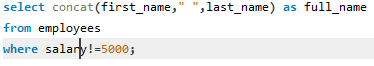 select concat(first_name," ",last_name) as full_name
from employees
where salary!=5000;